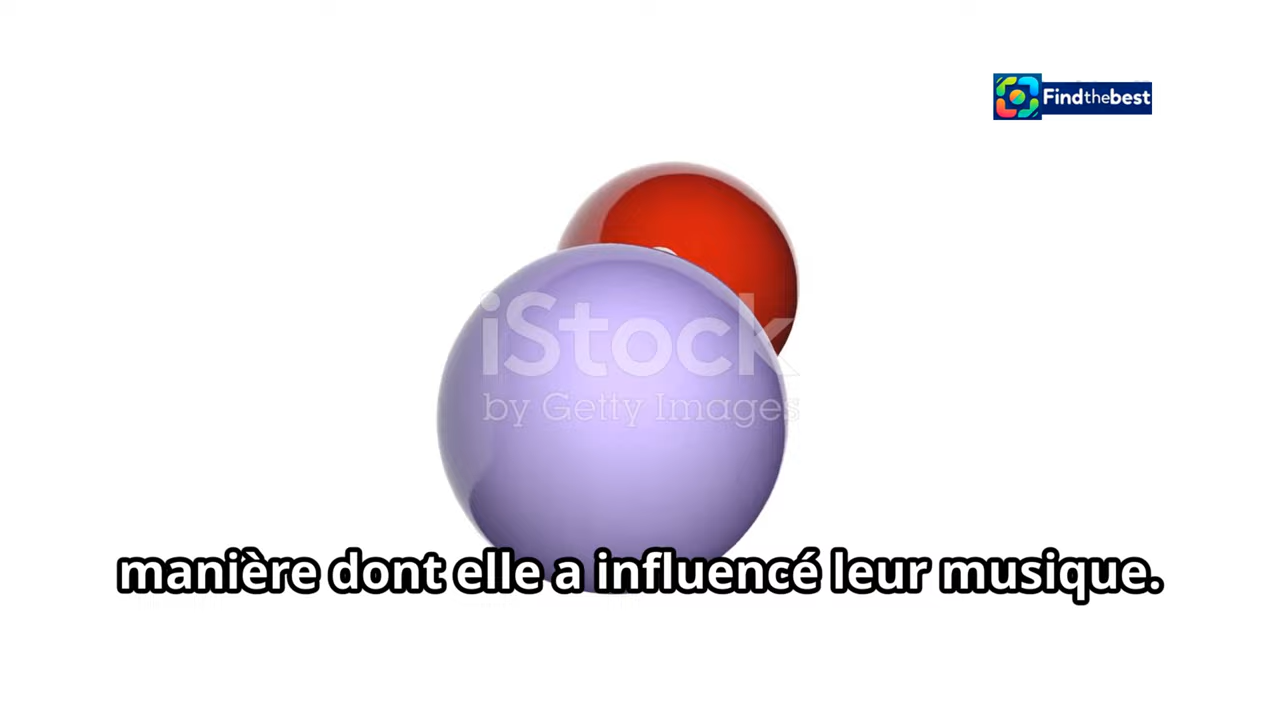 Findthebest
iStock
by Getty Images
manière dont elle a influencé leur musique.